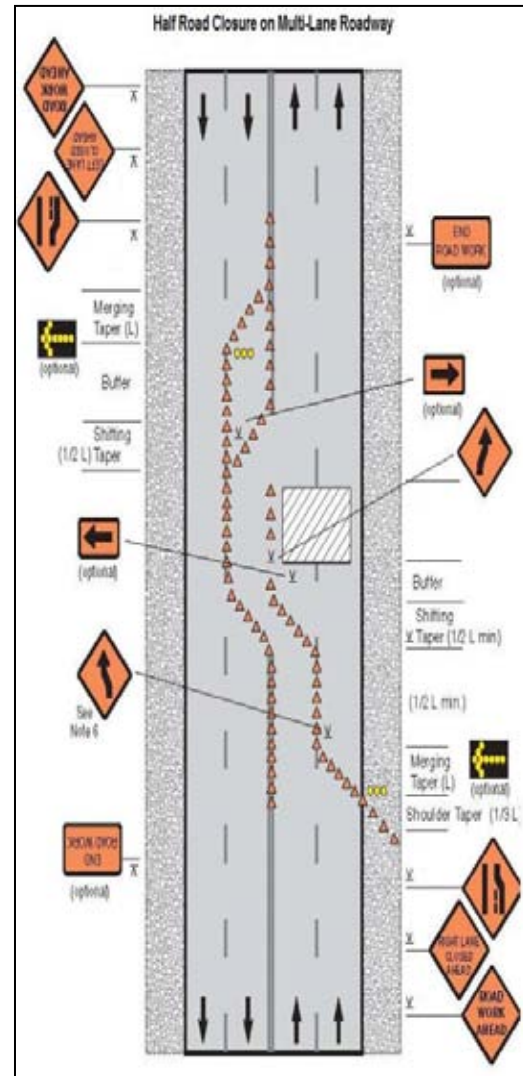 Half Road Closure on Multi-Lane Roadway
ROAD
WORK
AHEAD
LEFT LANE
CLOSED
AHEAD
Merging
Taper (L)
(optional)
Buffer
Shifting
(1/2 L) Taper
(optional)
See
Note 6
END
ROAD WORK
(optional)
END
ROAD WORK
(optional)
(optional)
Buffer
Shifting
Taper (1/2 L min)
(1/2 L min.)
Merging
Taper (L)
(optional)
Shoulder Taper (1/3 L)
RIGHT LANE
CLOSED
AHEAD
ROAD
WORK
AHEAD